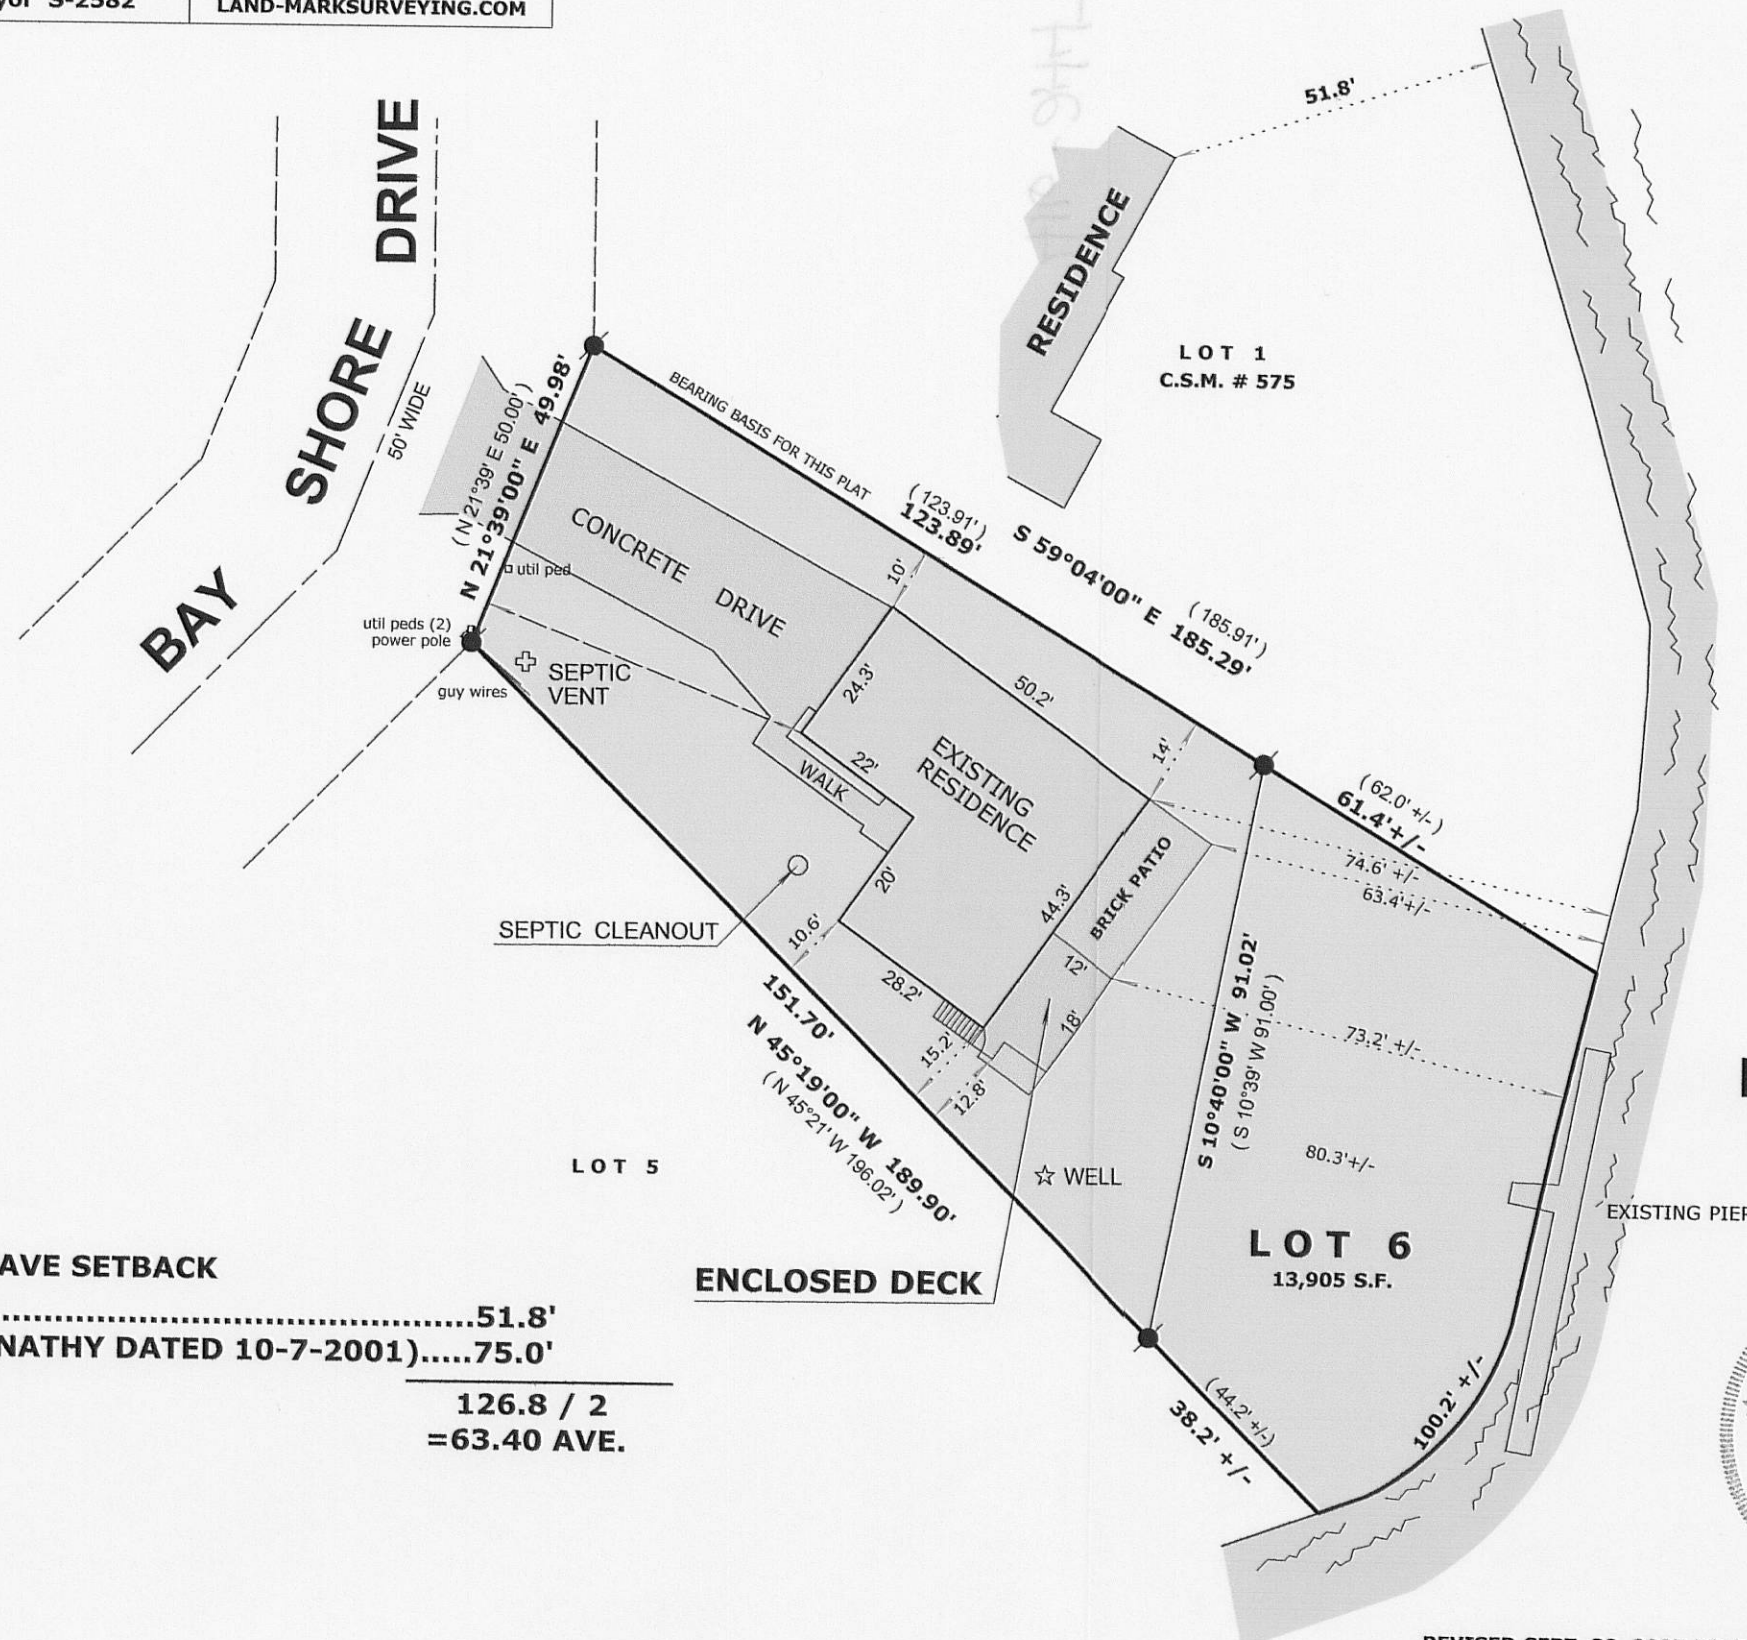 S-2582
LAND-MARKSURVEYING.COM
BAY SHORE DRIVE
50' WIDE
51.8'
RESIDENCE
LOT 1
C.S.M. # 575
( N 21°39' E 50.00' )
N 21°39'00" E 49.98'
BEARING BASIS FOR THIS PLAT
( 123.91')
123.89'
S 59°04'00" E 185.29'
( 185.91')
CONCRETE DRIVE
util ped
util peds (2)
power pole
guy wires
SEPTIC
VENT
10'
24.3'
50.2'
14'
22'
WALK
EXISTING
RESIDENCE
( 62.0' +/-)
61.4'+/-
74.6' +/-
63.4'+/-
20'
44.3'
BRICK PATIO
SEPTIC CLEANOUT
10.6'
28.2'
12'
18'
15.2'
12.8'
73.2' +/-
S 10°40'00" W 91.02'
( S 10°39' W 91.00')
151.70'
N 45°19'00" W 189.90'
( N 45°21' W 196.02')
80.3'+/-
LOT 5
WELL
EXISTING PIER
LOT 6
13,905 S.F.
ENCLOSED DECK
AVE SETBACK
51.8'
NATHY DATED 10-7-2001).....75.0'
126.8 / 2
=63.40 AVE.
( 44.2' +/-)
38.2' +/-
100.2' +/-